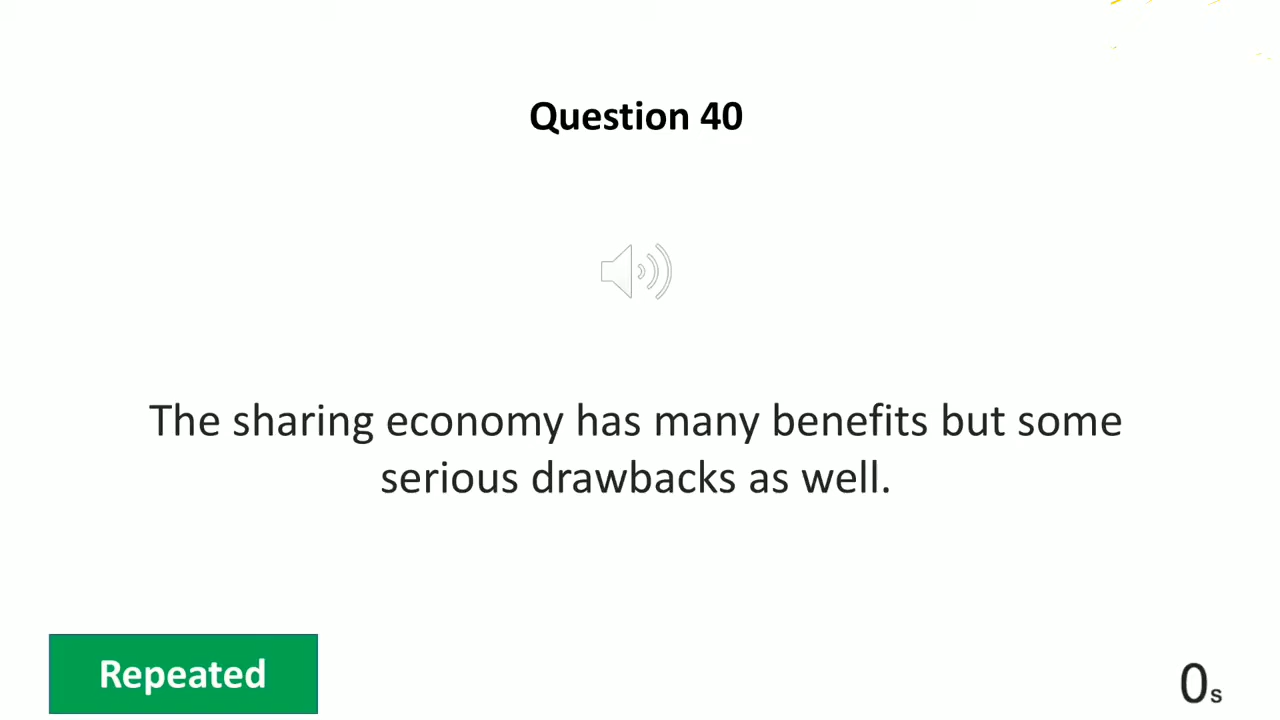 Question 40
The sharing economy has many benefits but some
serious drawbacks as well.
Repeated
0s